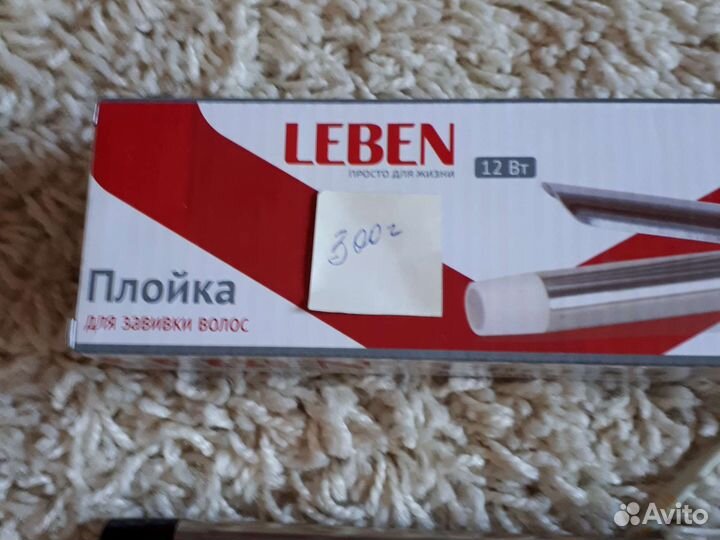 LEBEN
ПРОСТО ДЛЯ ЖИЗНИ
12 Вт
300г
Плойка
для завивки волос
Avito